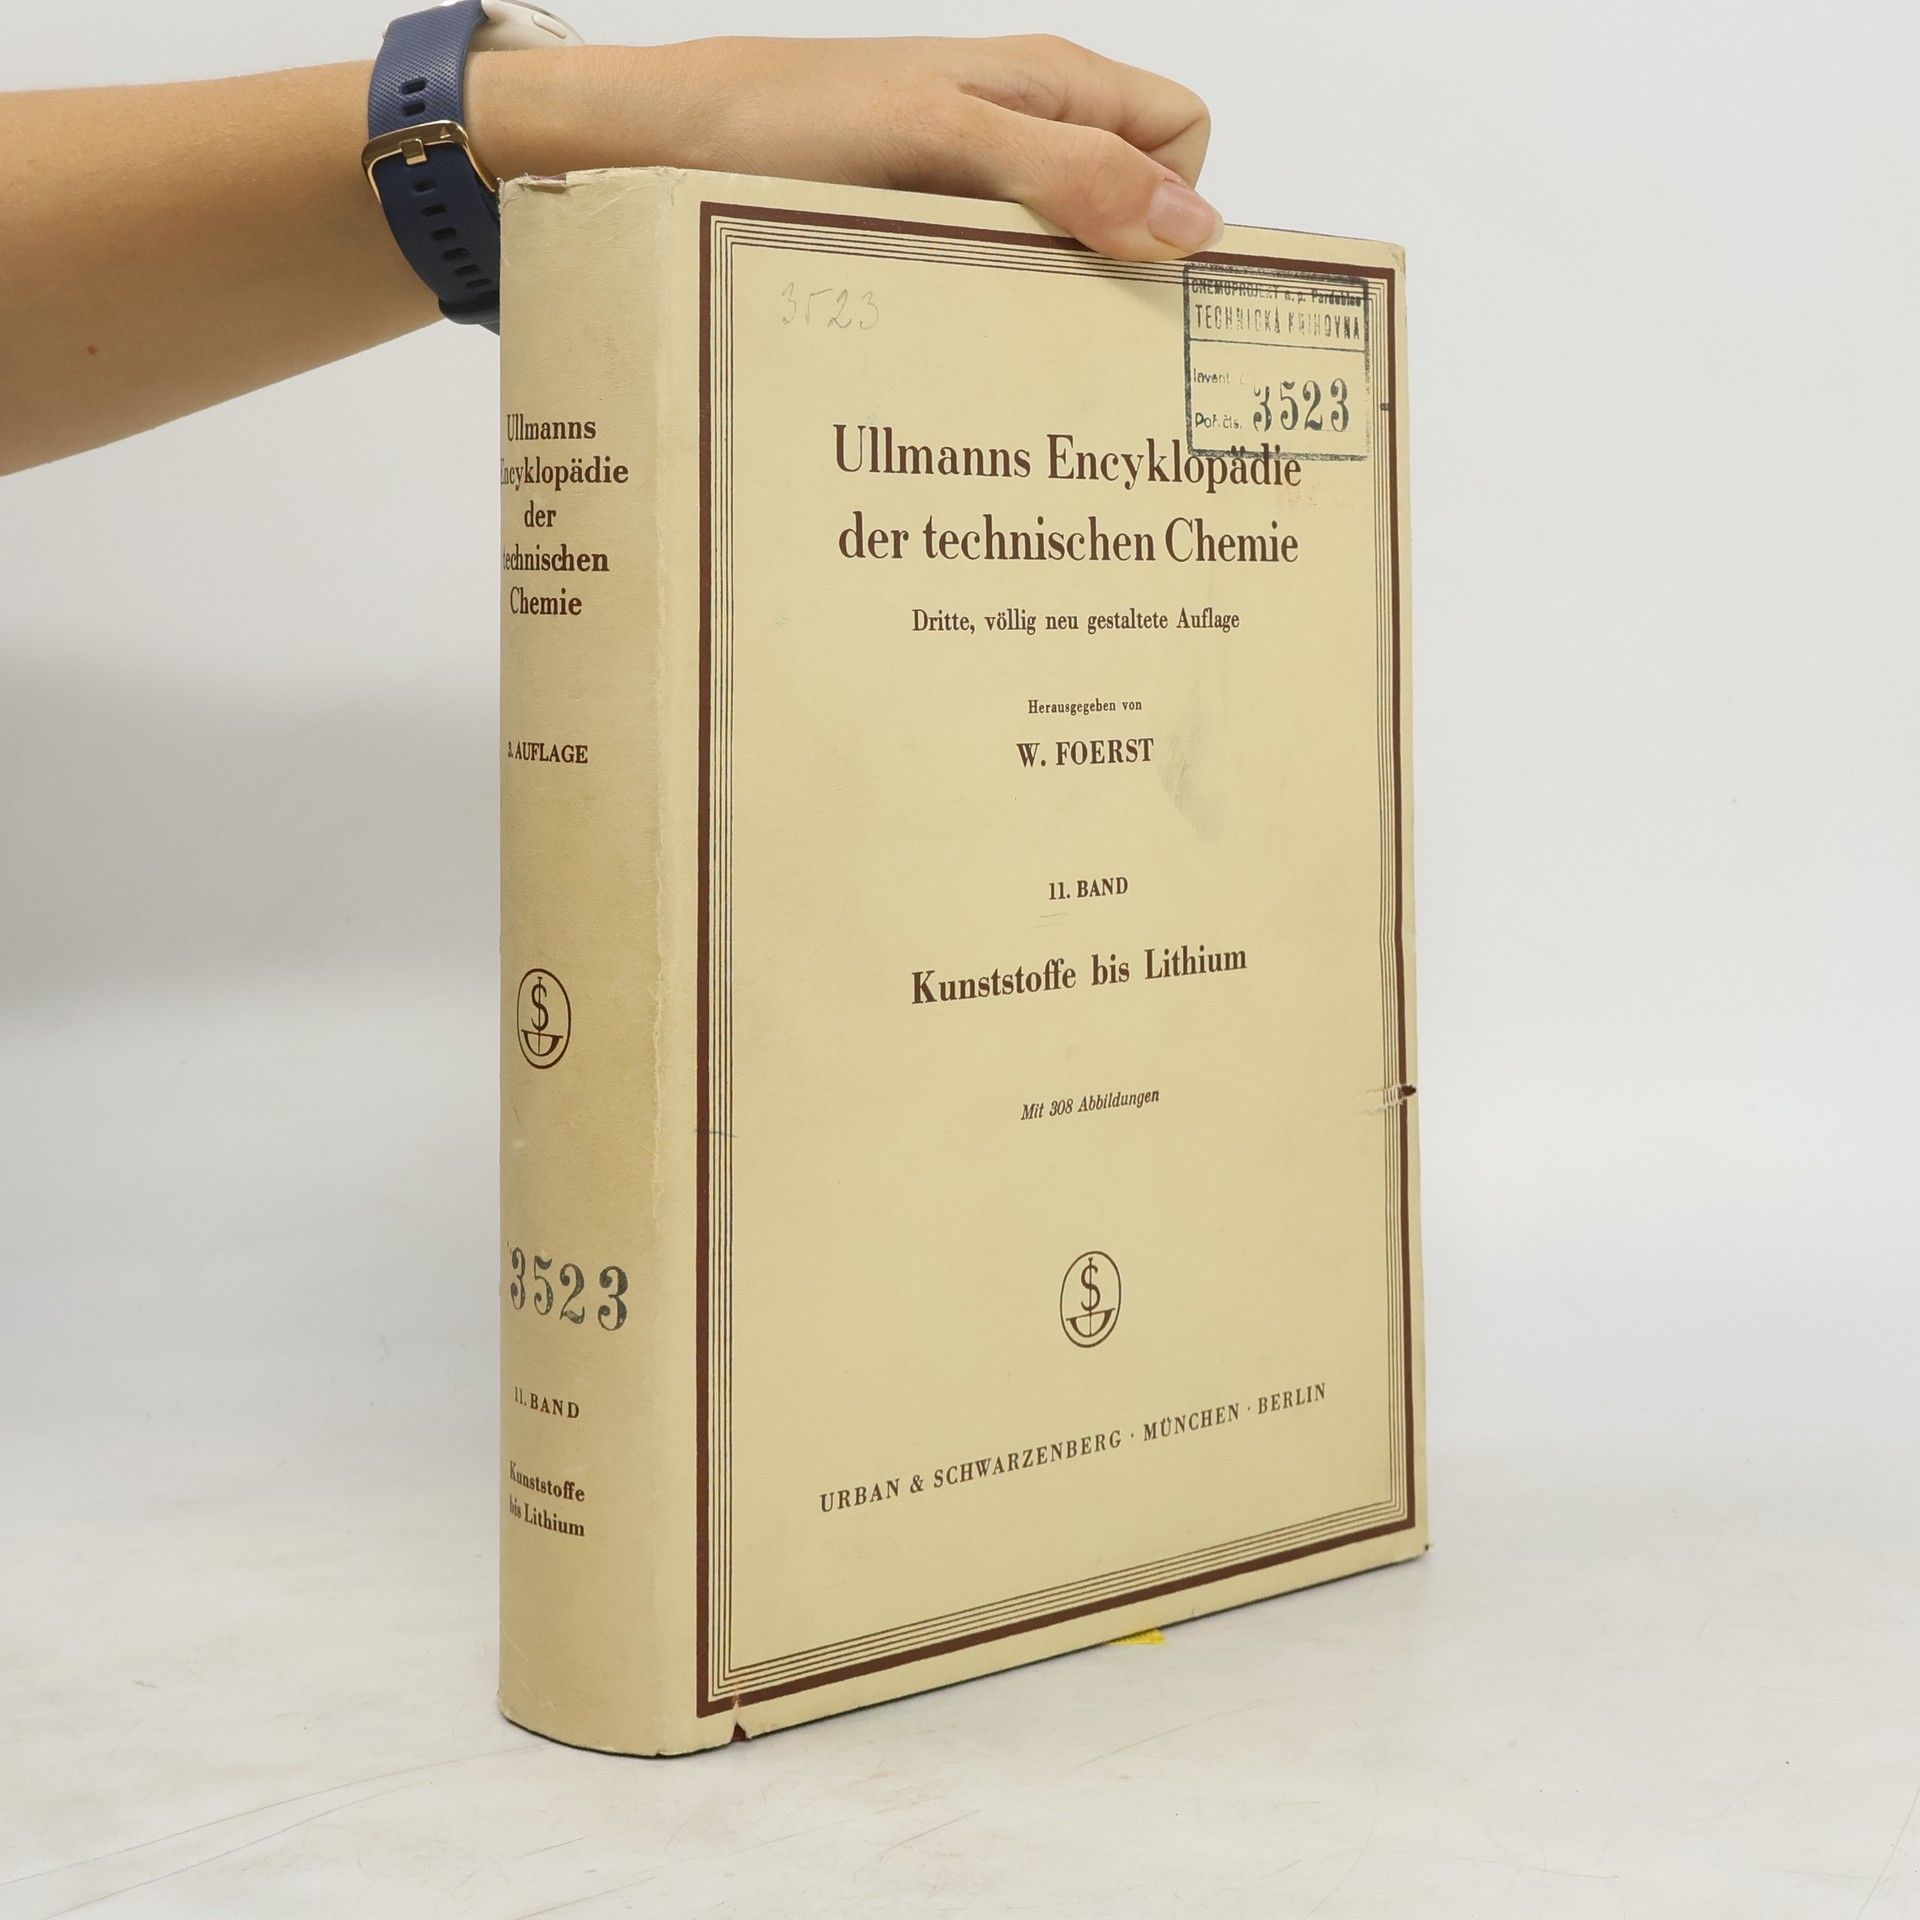 Ullmanns
Encyklopädie
der
technischen
Chemie
3. AUFLAGE
3523
11. BAND
Kunststoffe
bis Lithium
3523
CHEMOPROJEKT n. p. Pardubice
TECHNICKÁ KNIHOVNA
Invent
Poř. čís. 3523
Ullmanns Encyklopädie
der technischen Chemie
Dritte, völlig neu gestaltete Auflage
Herausgegeben von
W. FOERST
11. BAND
Kunststoffe bis Lithium
Mit 308 Abbildungen
URBAN & SCHWARZENBERG · MÜNCHEN · BERLIN